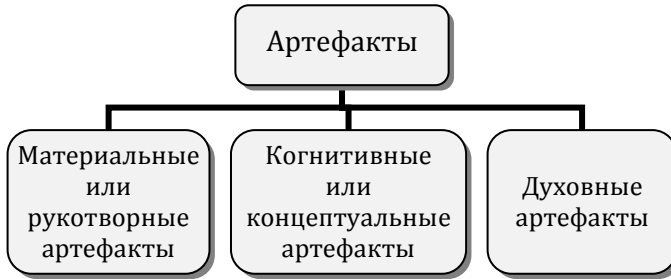 Артефакты
Материальные
или
рукотворные
артефакты
Когнитивные
или
концептуальные
артефакты
Духовные
артефакты